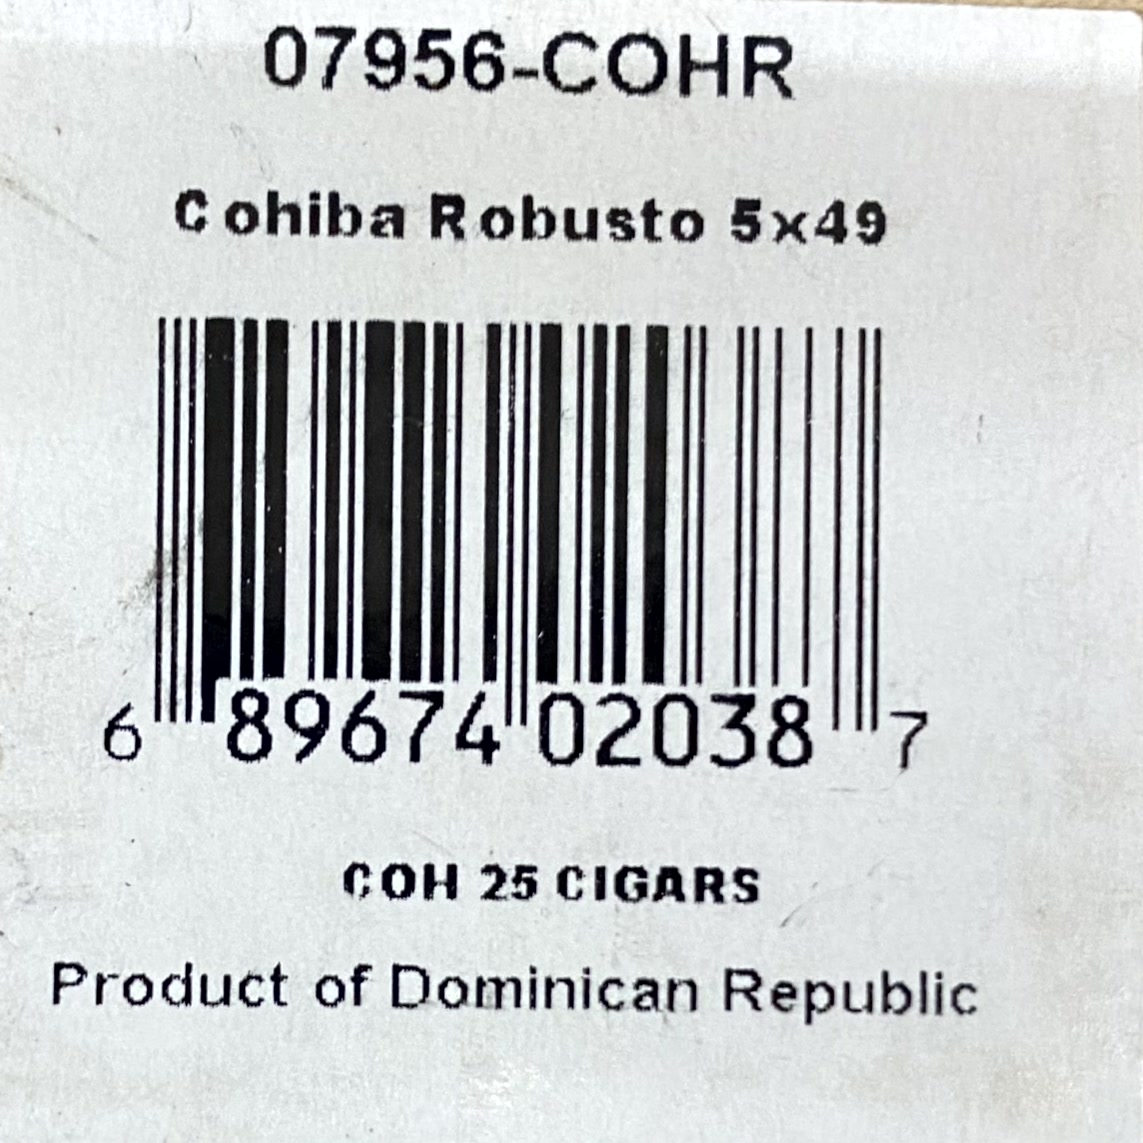 07956-COHR
Cohiba Robusto 5x49
6 89674 02038 7
COH 25 CIGARS
Product of Dominican Republic